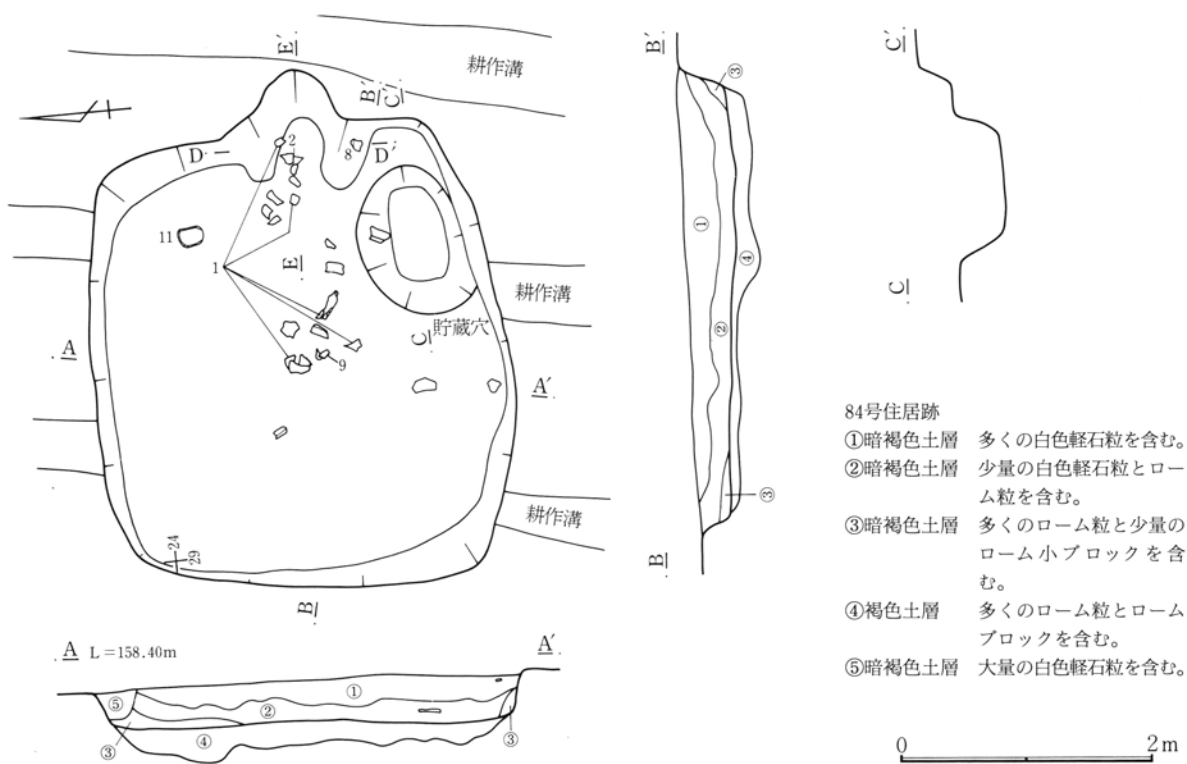 耕作溝
E′
B′
C′
D
2
8
D′
11
1
E
耕作溝
貯蔵穴
C
9
A
A′
耕作溝
24
29
B
B′
③
①
④
②
③
B
C′
C
84号住居跡
①暗褐色土層 多くの白色軽石粒を含む。
②暗褐色土層 少量の白色軽石粒とロー
ム粒を含む。
③暗褐色土層 多くのローム粒と少量の
ローム小ブロックを含
む。
④褐色土層 多くのローム粒とローム
ブロックを含む。
⑤暗褐色土層 大量の白色軽石粒を含む。
A L=158.40m A′
①
⑤
②
④
③
③
0 2m